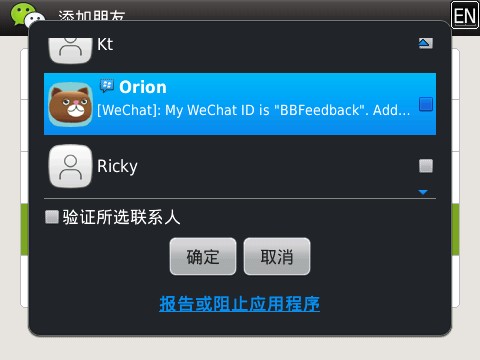 添加朋友
EN
Kt
Orion
[WeChat]: My WeChat ID is "BBFeedback". Add...
Ricky
验证所选联系人
确定
取消
报告或阻止应用程序